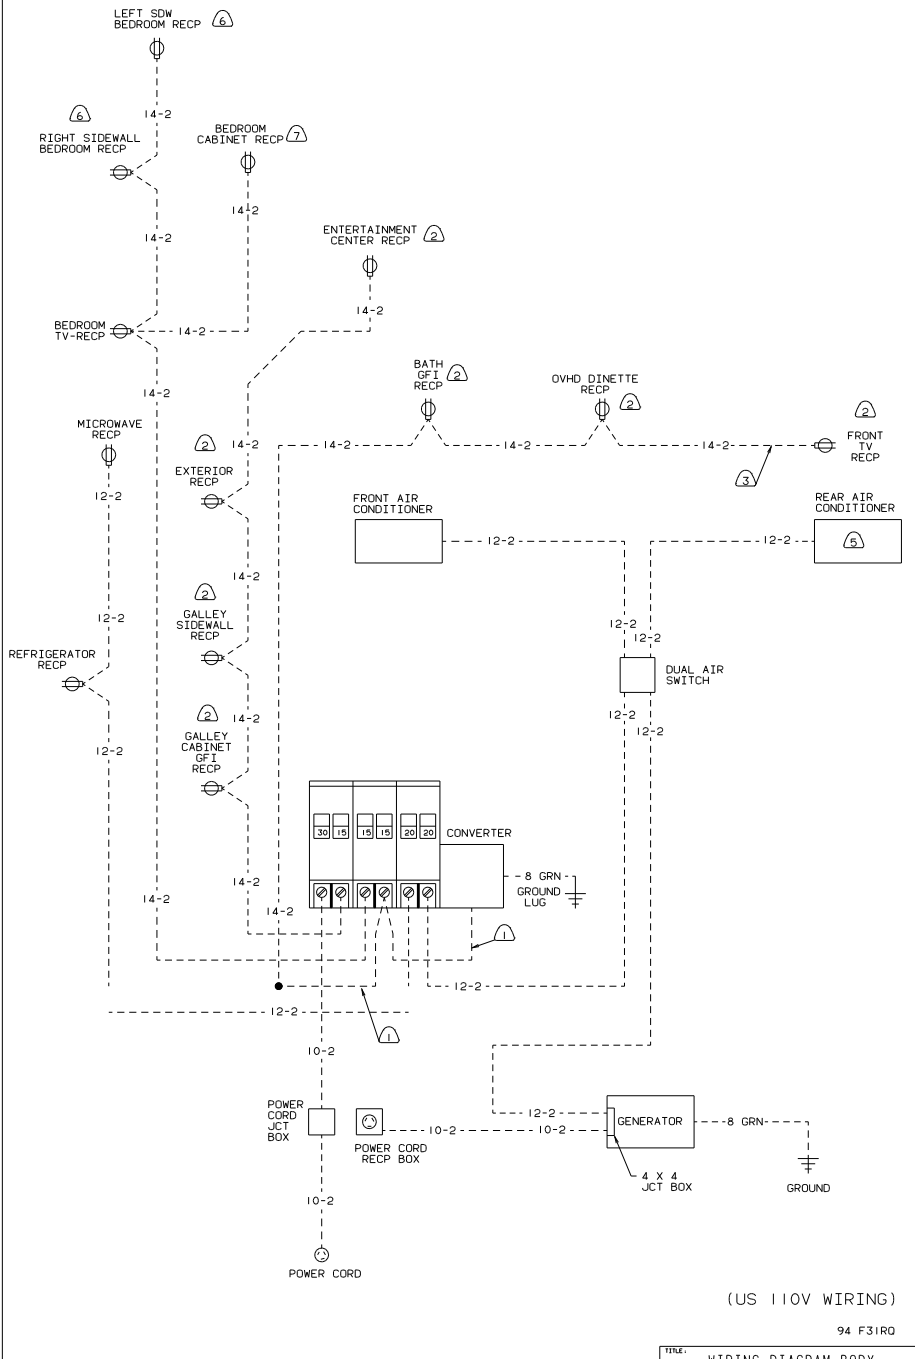 LEFT SDW
BEDROOM RECP
6
14-2
6
RIGHT SIDEWALL
BEDROOM RECP
BEDROOM
CABINET RECP
7
14-2
14-2
ENTERTAINMENT
CENTER RECP
2
14-2
BEDROOM
TV-RECP
14-2
14-2
BATH
GFI
RECP
2
OVHD DINETTE
RECP
2
MICROWAVE
RECP
2
14-2
14-2
14-2
14-2
2
FRONT
TV
RECP
EXTERIOR
RECP
3
12-2
FRONT AIR
CONDITIONER
REAR AIR
CONDITIONER
12-2
12-2
5
14-2
2
GALLEY
SIDEWALL
RECP
12-2
12-2
12-2
REFRIGERATOR
RECP
DUAL AIR
SWITCH
2
14-2
12-2
12-2
GALLEY
CABINET
GFI
RECP
12-2
30
15
15
15
20
20
CONVERTER
8 GRN
GROUND
LUG
14-2
14-2
14-2
1
12-2
12-2
1
10-2
POWER
CORD
JCT
BOX
POWER CORD
RECP BOX
10-2
10-2
12-2
GENERATOR
8 GRN
4 X 4
JCT BOX
GROUND
10-2
POWER CORD
(US 110V WIRING)
94 F31RQ
TITLE:
WIRING DIAGRAM BODY